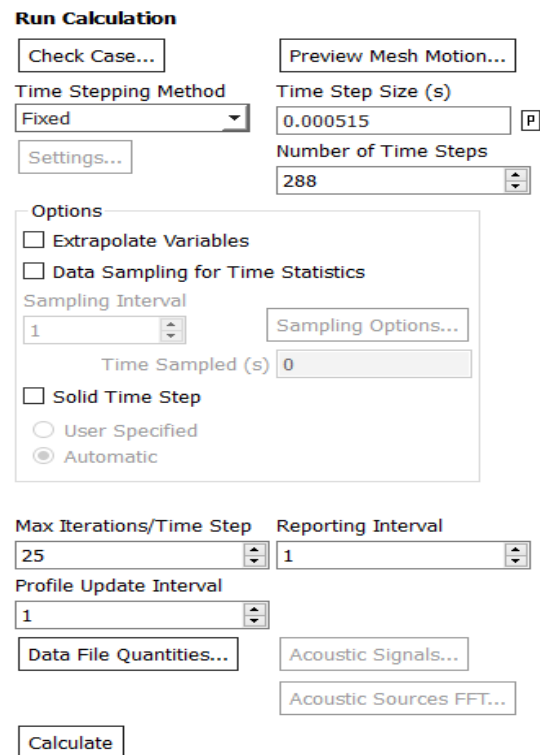 Run Calculation
Check Case... Preview Mesh Motion...
Time Stepping Method Time Step Size (s)
Fixed 0.000515 P
Settings... Number of Time Steps
288
Options
Extrapolate Variables
Data Sampling for Time Statistics
Sampling Interval
1 Sampling Options...
Time Sampled (s) 0
Solid Time Step
User Specified
Automatic
Max Iterations/Time Step Reporting Interval
25 1
Profile Update Interval
1
Data File Quantities... Acoustic Signals...
Acoustic Sources FFT...
Calculate